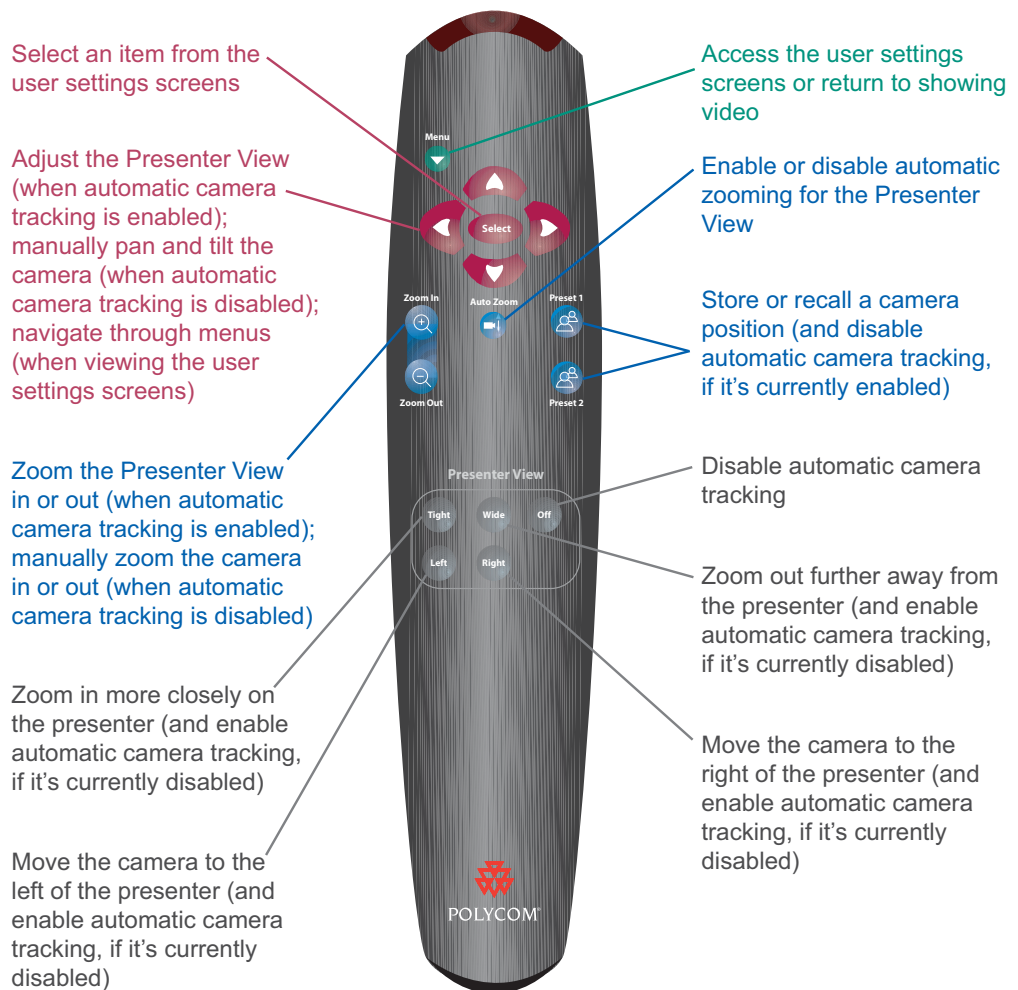 Select an item from the
user settings screens
Adjust the Presenter View
(when automatic camera
tracking is enabled);
manually pan and tilt the
camera (when automatic
camera tracking is disabled);
navigate through menus
(when viewing the user
settings screens)
Zoom the Presenter View
in or out (when automatic
camera tracking is enabled);
manually zoom the camera
in or out (when automatic
camera tracking is disabled)
Zoom in more closely on
the presenter (and enable
automatic camera tracking,
if it's currently disabled)
Move the camera to the
left of the presenter (and
enable automatic camera
tracking, if it's currently
disabled)
Menu
Select
Zoom In
Auto Zoom
Preset 1
Zoom Out
Preset 2
Presenter View
Tight
Wide
Off
Left
Right
POLYCOM®
Access the user settings
screens or return to showing
video
Enable or disable automatic
zooming for the Presenter
View
Store or recall a camera
position (and disable
automatic camera tracking,
if it's currently enabled)
Disable automatic camera
tracking
Zoom out further away from
the presenter (and enable
automatic camera tracking,
if it's currently disabled)
Move the camera to the
right of the presenter (and
enable automatic camera
tracking, if it's currently
disabled)